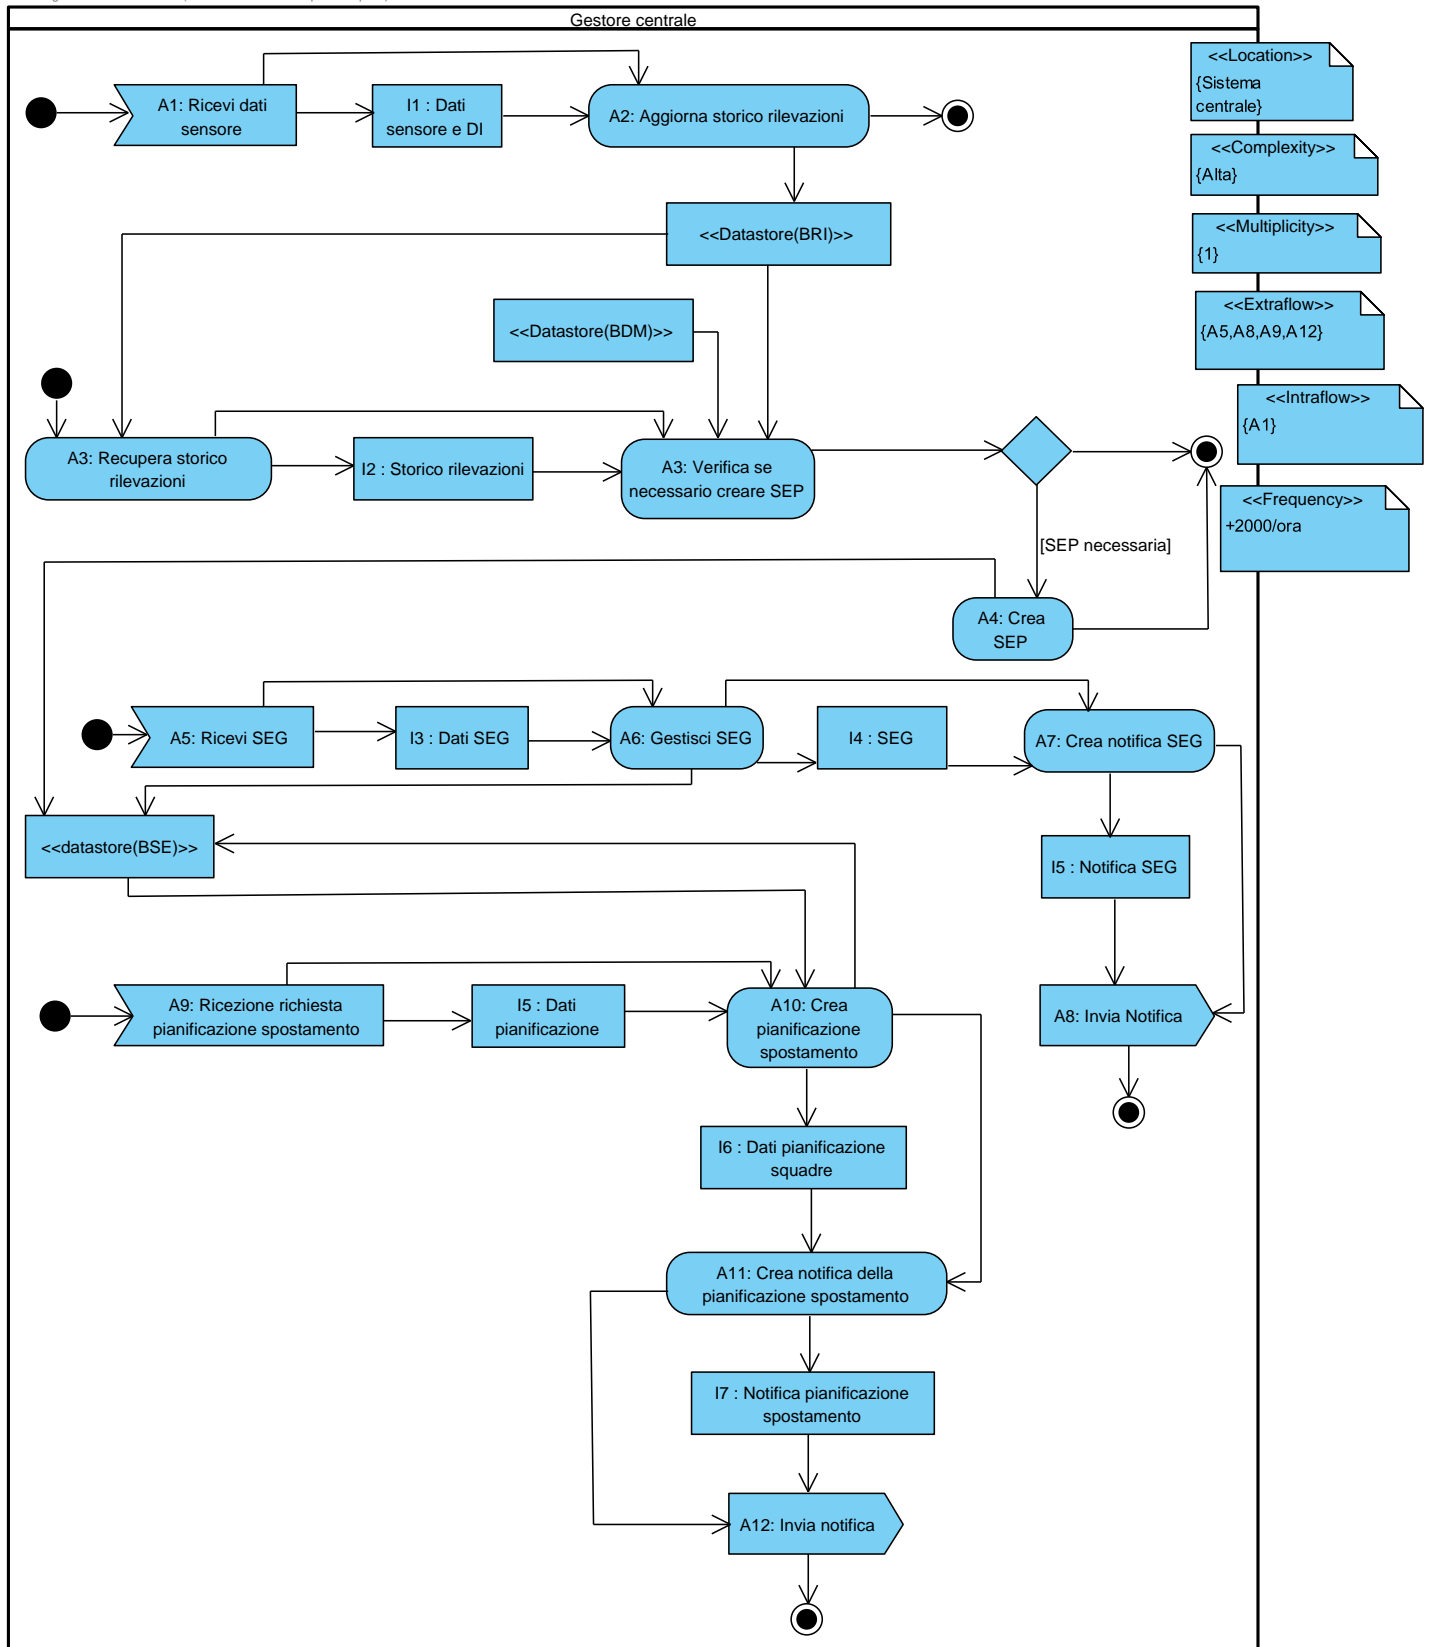 Gestore centrale
<<Location>>
{Sistema
centrale}
A1: Ricevi dati
sensore
I1 : Dati
sensore e DI
A2: Aggiorna storico rilevazioni
<<Complexity>>
{Alta}
<<Datastore(BRI)>>
<<Multiplicity>>
{1}
<<Datastore(BDM)>>
<<Extraflow>>
{A5,A8,A9,A12}
<<Intraflow>>
{A1}
A3: Recupera storico
rilevazioni
I2 : Storico rilevazioni
A3: Verifica se
necessario creare SEP
<<Frequency>>
+2000/ora
[SEP necessaria]
A4: Crea
SEP
A5: Ricevi SEG
I3 : Dati SEG
A6: Gestisci SEG
I4 : SEG
A7: Crea notifica SEG
<<datastore(BSE)>>
I5 : Notifica SEG
A9: Ricezione richiesta
pianificazione spostamento
I5 : Dati
pianificazione
A10: Crea
pianificazione
spostamento
A8: Invia Notifica
I6 : Dati pianificazione
squadre
A11: Crea notifica della
pianificazione spostamento
I7 : Notifica pianificazione
spostamento
A12: Invia notifica